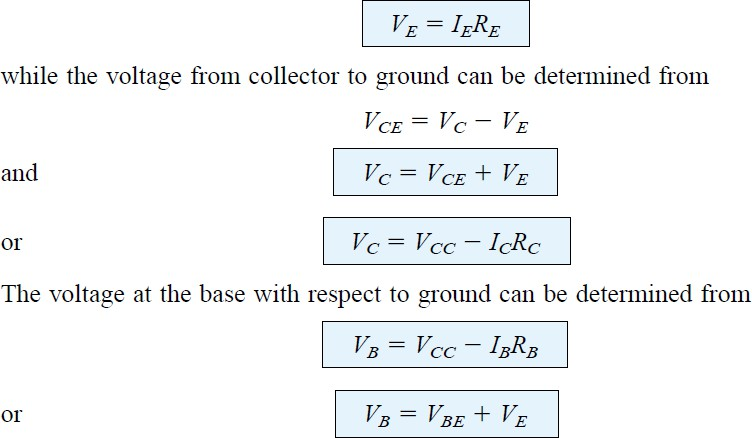 V_E = I_E R_E
while the voltage from collector to ground can be determined from
V_CE = V_C − V_E
and V_C = V_CE + V_E
or V_C = V_CC − I_C R_C
The voltage at the base with respect to ground can be determined from
V_B = V_CC − I_B R_B
or V_B = V_BE + V_E